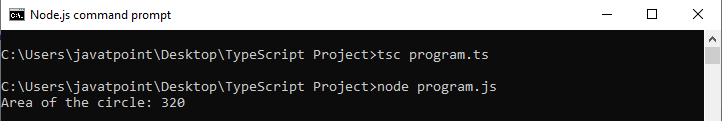 Node.js command prompt
C:\Users\javatpoint\Desktop\TypeScript Project>tsc program.ts
C:\Users\javatpoint\Desktop\TypeScript Project>node program.js
Area of the circle: 320